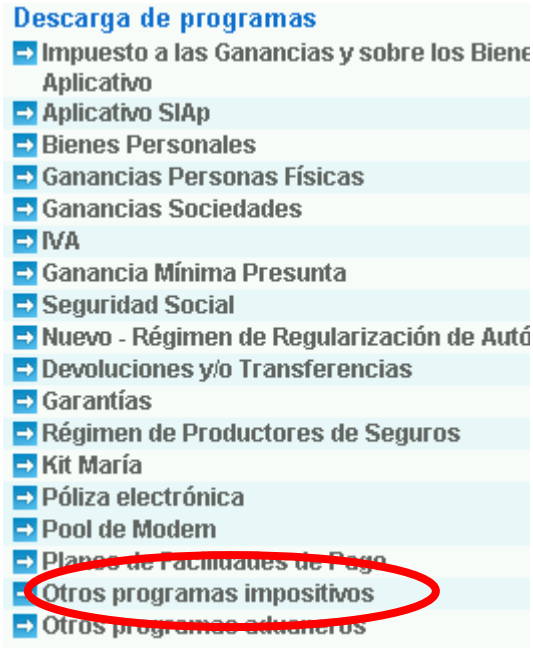 Descarga de programas
Impuesto a las Ganancias y sobre los Biene
Aplicativo
Aplicativo SIAp
Bienes Personales
Ganancias Personas Físicas
Ganancias Sociedades
IVA
Ganancia Mínima Presunta
Seguridad Social
Nuevo - Régimen de Regularización de Autó
Devoluciones y/o Transferencias
Garantías
Régimen de Productores de Seguros
Kit María
Póliza electrónica
Pool de Modem
Planes de Facilidades de Pago
Otros programas impositivos
Otros programas aduaneros